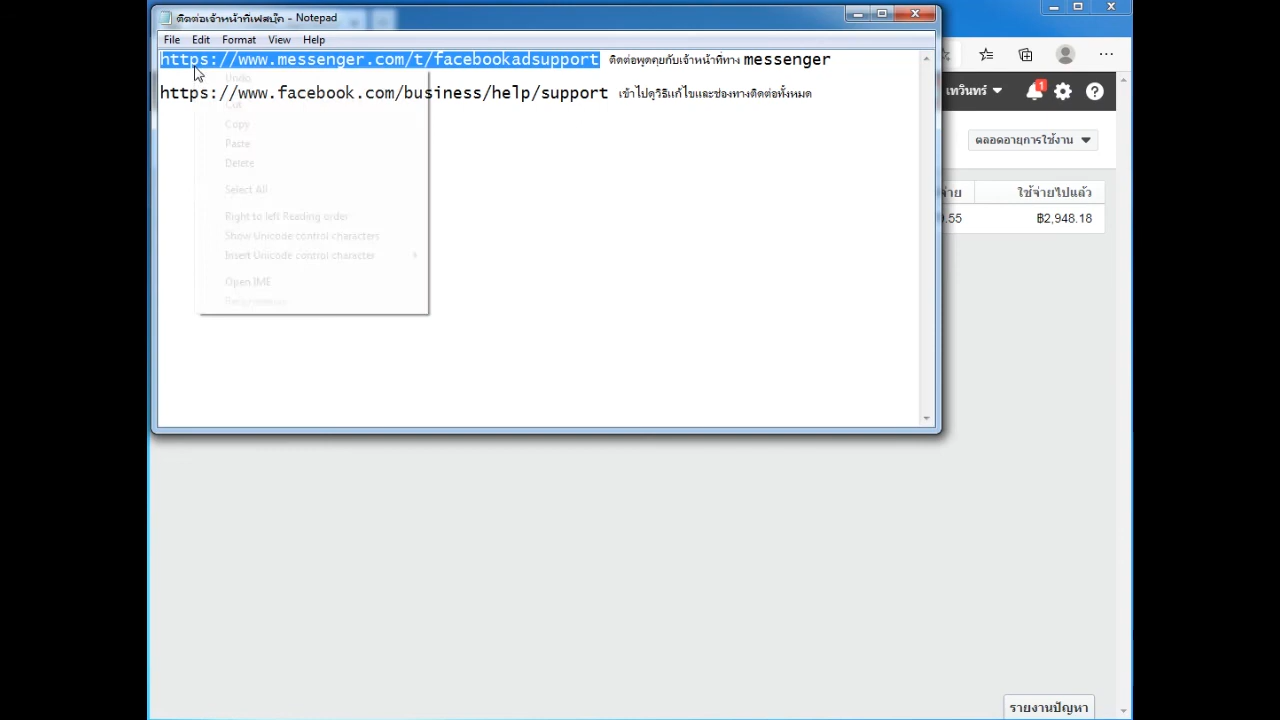 ติดต่อเจ้าหน้าที่เฟสบุ๊ก - Notepad
File Edit Format View Help
https://www.messenger.com/t/facebookadsupport ติดต่อพูดคุยกับเจ้าหน้าที่ทาง messenger
https://www.facebook.com/business/help/support เข้าไปดูวิธีแก้ไขและช่องทางติดต่อทั้งหมด
Undo
Cut
Copy
Paste
Delete
Select All
Right to left Reading order
Show Unicode control characters
Insert Unicode control character
Open IME
Reconversion
เทวินทร์
1
ตลอดอายุการใช้งาน
ใช้จ่ายไปแล้ว
฿2,948.18
รายงานปัญหา